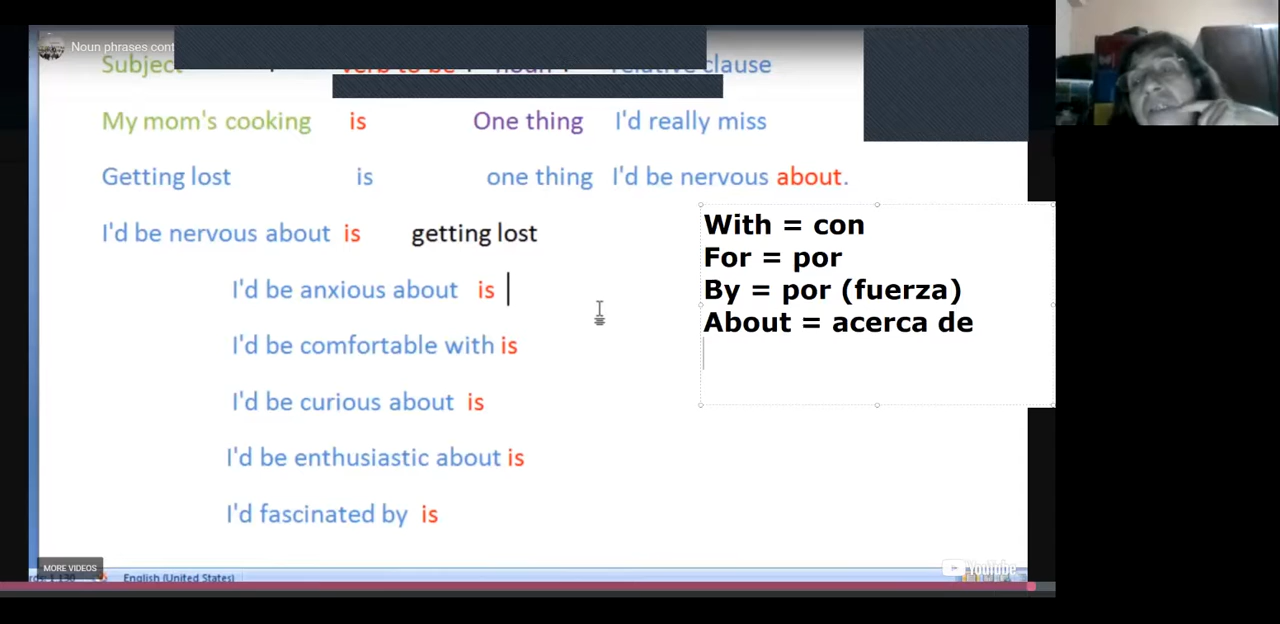 Noun phrases cont
Subject verb to be noun relative clause
My mom's cooking is One thing I'd really miss
Getting lost is one thing I'd be nervous about.
I'd be nervous about is getting lost
I'd be anxious about is
I'd be comfortable with is
I'd be curious about is
I'd be enthusiastic about is
I'd fascinated by is
With = con
For = por
By = por (fuerza)
About = acerca de
MORE VIDEOS
English (United States)
YouTube